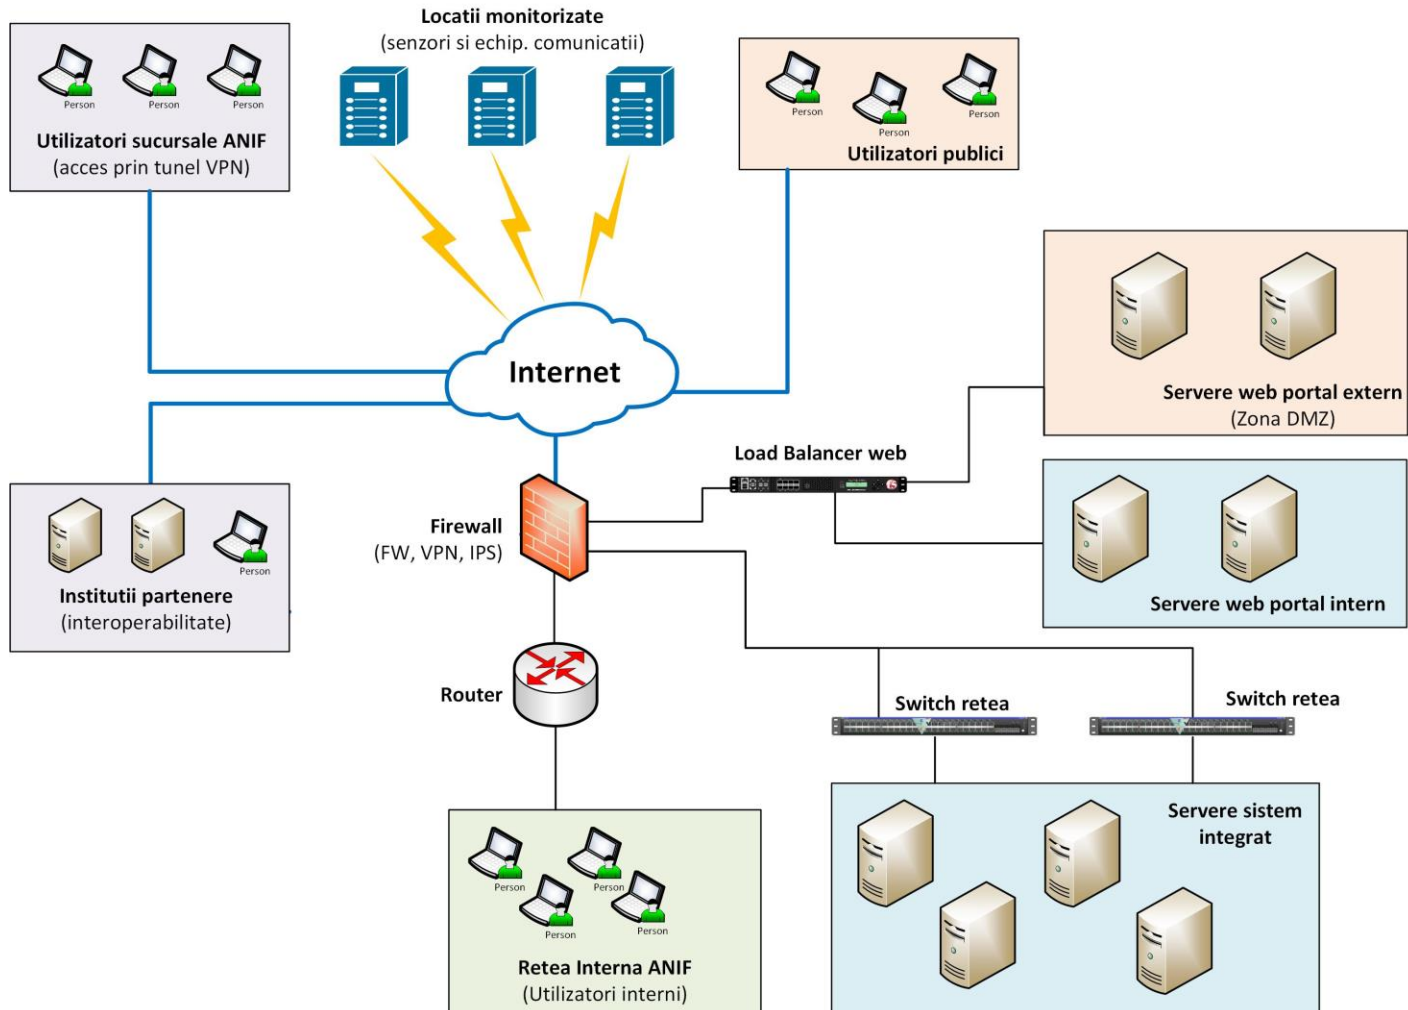 Locatii monitorizate
(senzori si echip. comunicatii)
Person
Person
Person
Utilizatori sucursale ANIF
(acces prin tunel VPN)
Person
Person
Person
Utilizatori publici
Internet
Servere web portal extern
(Zona DMZ)
Load Balancer web
Firewall
(FW, VPN, IPS)
Person
Institutii partenere
(interoperabilitate)
Servere web portal intern
Router
Switch retea
Switch retea
Servere sistem
integrat
Person
Person
Person
Person
Retea Interna ANIF
(Utilizatori interni)